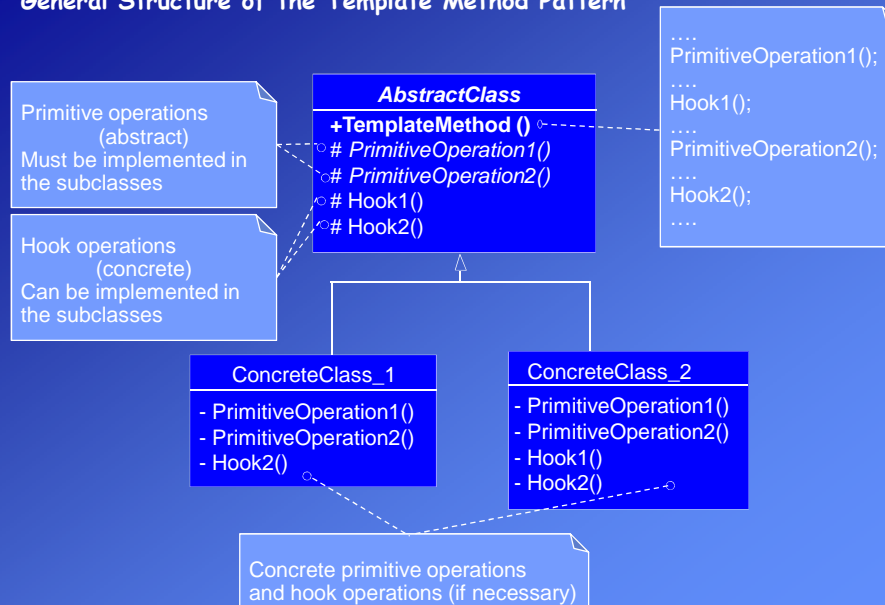 General Structure of the Template Method Pattern
….
PrimitiveOperation1();
….
Hook1();
….
PrimitiveOperation2();
….
Hook2();
….
AbstractClass
+TemplateMethod ()
# PrimitiveOperation1()
# PrimitiveOperation2()
# Hook1()
# Hook2()
Primitive operations
(abstract)
Must be implemented in
the subclasses
Hook operations
(concrete)
Can be implemented in
the subclasses
ConcreteClass_1
- PrimitiveOperation1()
- PrimitiveOperation2()
- Hook2()
ConcreteClass_2
- PrimitiveOperation1()
- PrimitiveOperation2()
- Hook1()
- Hook2()
Concrete primitive operations
and hook operations (if necessary)